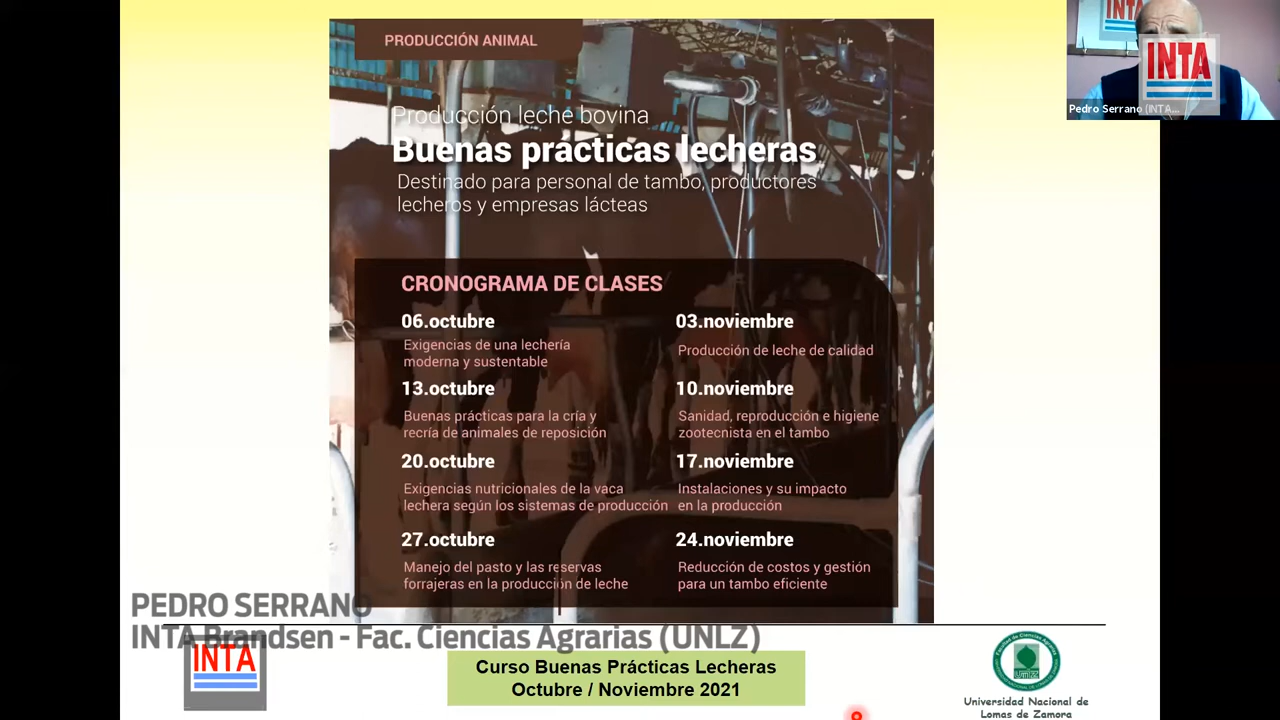 PRODUCCIÓN ANIMAL
Producción leche bovina
Buenas prácticas lecheras
Destinado para personal de tambo, productores
lecheros y empresas lácteas
CRONOGRAMA DE CLASES
06.octubre
Exigencias de una lechería
moderna y sustentable
13.octubre
Buenas prácticas para la cría y
recría de animales de reposición
20.octubre
Exigencias nutricionales de la vaca
lechera según los sistemas de producción
27.octubre
Manejo del pasto y las reservas
forrajeras en la producción de leche
03.noviembre
Producción de leche de calidad
10.noviembre
Sanidad, reproducción e higiene
zootecnista en el tambo
17.noviembre
Instalaciones y su impacto
en la producción
24.noviembre
Reducción de costos y gestión
para un tambo eficiente
INTA
INTA
Pedro Serrano (INTA...
PEDRO SERRANO
INTA Brandsen - Fac. Ciencias Agrarias (UNLZ)
INTA
Curso Buenas Prácticas Lecheras
Octubre / Noviembre 2021
Universidad Nacional de
Lomas de Zamora